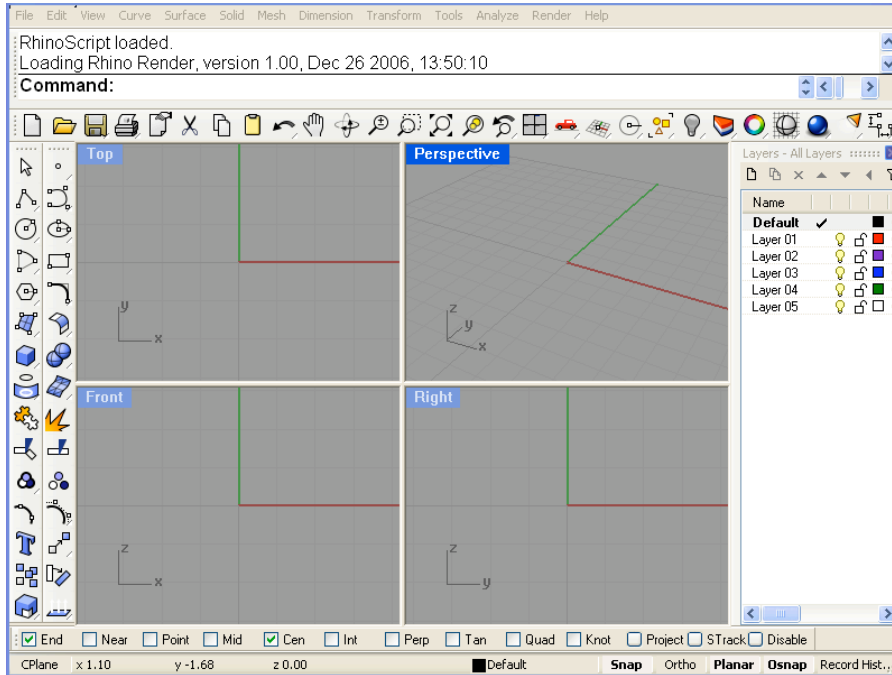 File Edit View Curve Surface Solid Mesh Dimension Transform Tools Analyze Render Help
RhinoScript loaded.
Loading Rhino Render, version 1.00, Dec 26 2006, 13:50:10
Command:
Top
Perspective
Layers - All Layers
Name
Default
Layer 01
Layer 02
Layer 03
Layer 04
Layer 05
y
x
z
y
x
Front
Right
z
x
z
y
End Near Point Mid Cen Int Perp Tan Quad Knot Project STrack Disable
CPlane x 1.10 y -1.68 z 0.00 Default Snap Ortho Planar Osnap Record Hist...